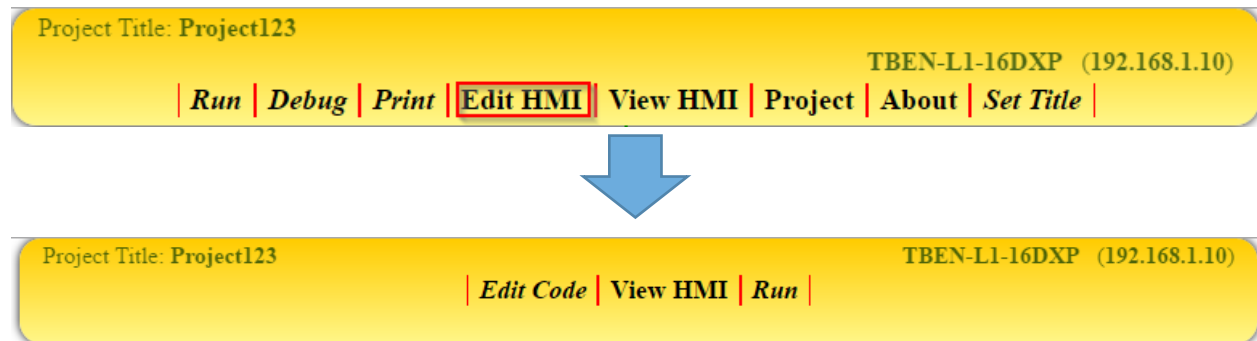 Project Title: Project123
TBEN-L1-16DXP (192.168.1.10)
| Run | Debug | Print | Edit HMI | View HMI | Project | About | Set Title |
Project Title: Project123 TBEN-L1-16DXP (192.168.1.10)
| Edit Code | View HMI | Run |